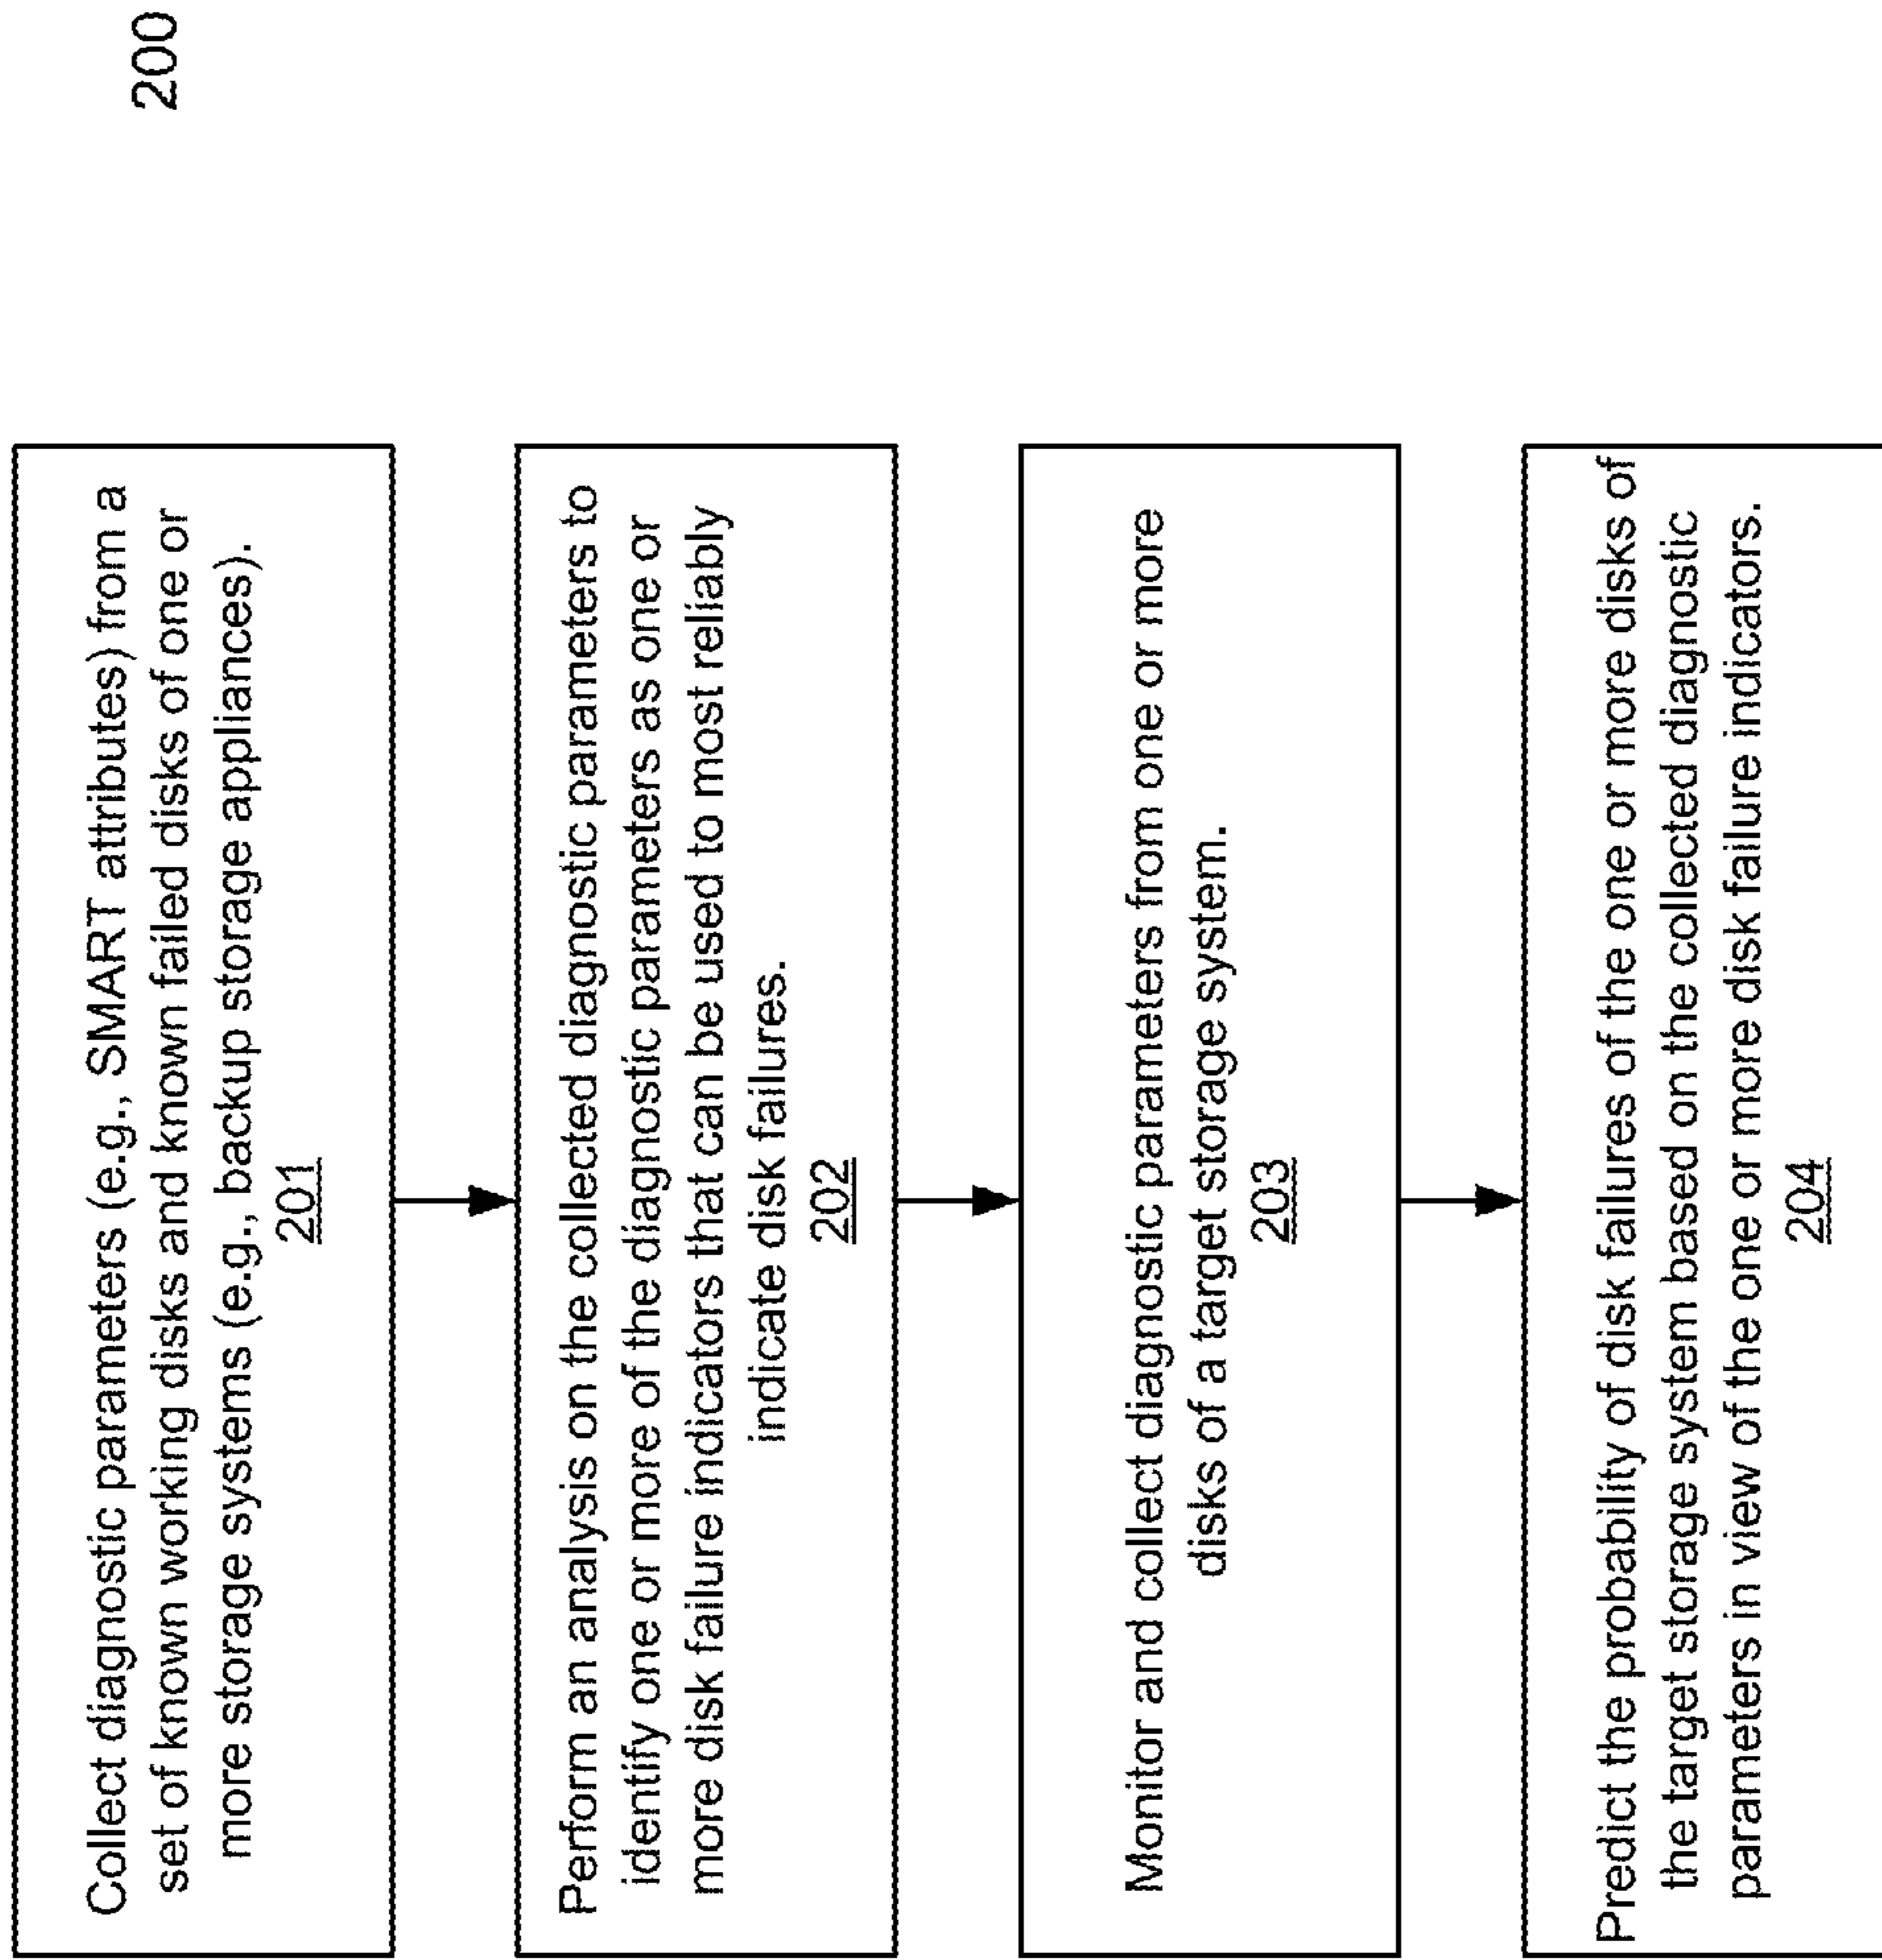 200
Collect diagnostic parameters (e.g., SMART attributes) from a
set of known working disks and known failed disks of one or
more storage systems (e.g., backup storage appliances).
201
Perform an analysis on the collected diagnostic parameters to
identify one or more of the diagnostic parameters as one or
more disk failure indicators that can be used to most reliably
indicate disk failures.
202
Monitor and collect diagnostic parameters from one or more
disks of a target storage system.
203
Predict the probability of disk failures of the one or more disks of
the target storage system based on the collected diagnostic
parameters in view of the one or more disk failure indicators.
204